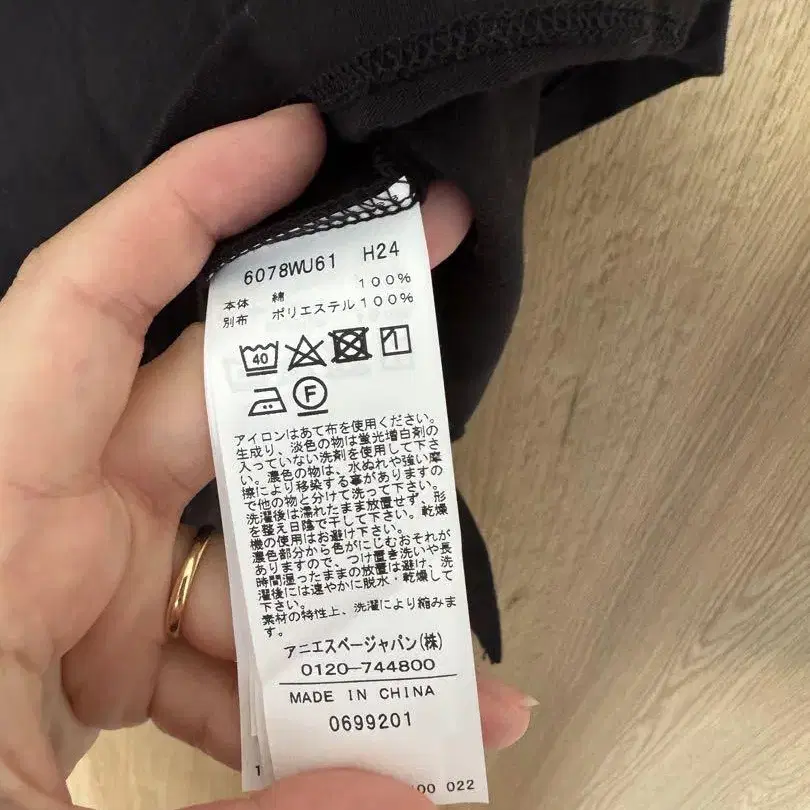 6078WU61 H24
本体 綿 100%
別布 ポリエステル 100%
40
F
アイロンはあて布を使用ください。
生成り、淡色の物は蛍光増白剤の
入っていない洗剤を使用して下さ
い。濃色の物は、水ぬれや強い摩
擦により移染する事がありますの
で他の物と分けて洗って下さい。
洗濯後は濡れたまま放置せず、形
を整え日陰で干して下さい。乾燥
機の使用はお避け下さい。
濃色部分から色がにじむおそれが
ありますので、つけ置き洗いや長
時間湿ったままの放置は避け、洗
濯後には速やかに脱水・乾燥して
下さい。
素材の特性上、洗濯により縮みま
す。
アニエスベージャパン(株)
0120-744800
MADE IN CHINA
0699201
1
00 022